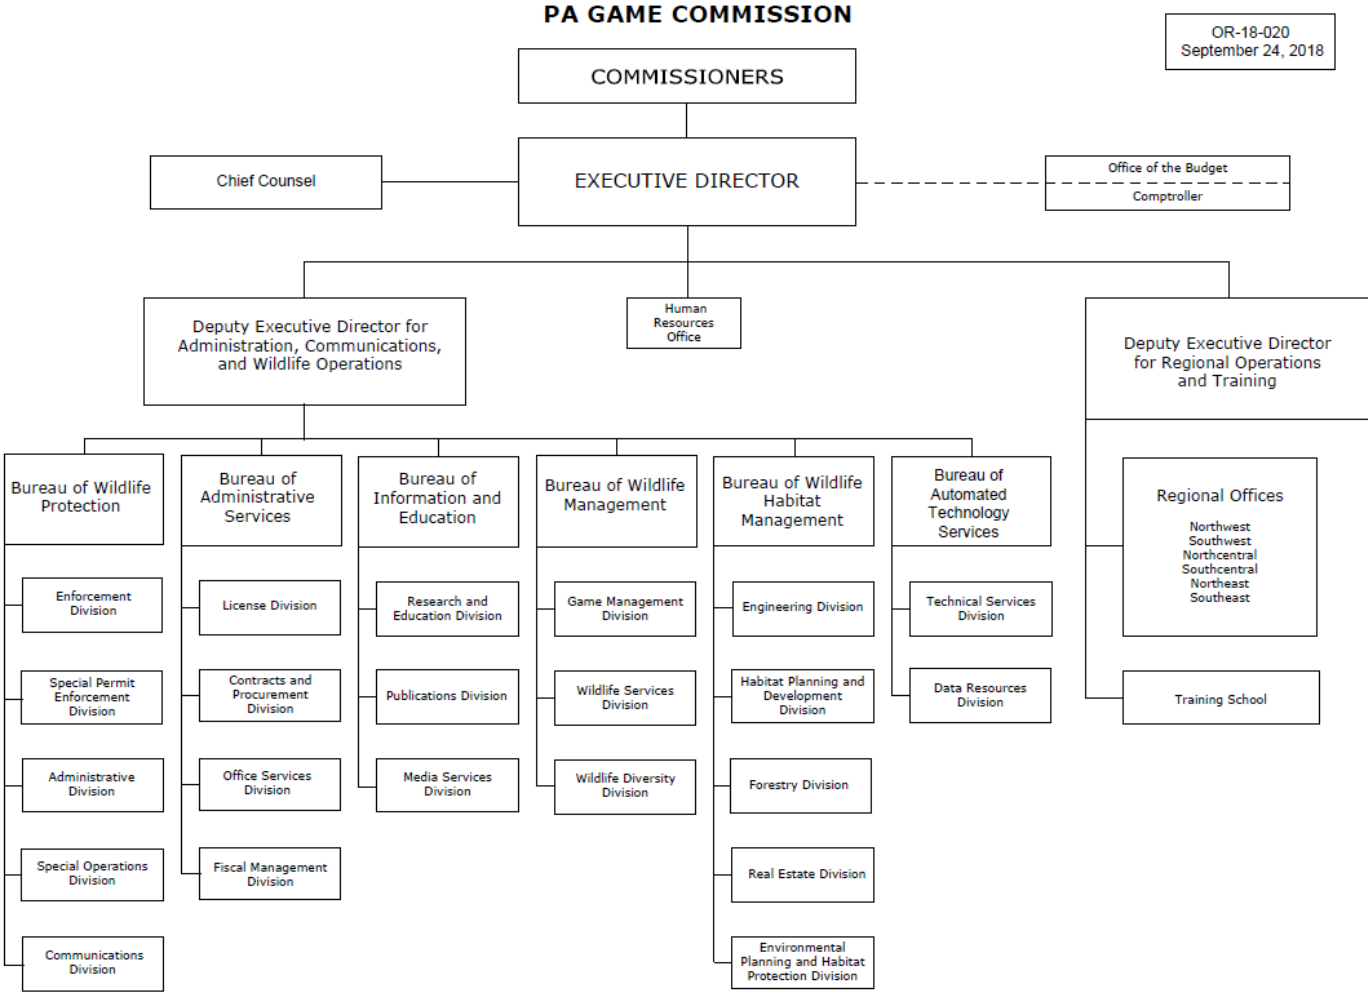 PA GAME COMMISSION
OR-18-020
September 24, 2018
COMMISSIONERS
Chief Counsel
EXECUTIVE DIRECTOR
Office of the Budget
Comptroller
Deputy Executive Director for
Administration, Communications,
and Wildlife Operations
Human
Resources
Office
Deputy Executive Director
for Regional Operations
and Training
Bureau of Wildlife
Protection
Bureau of
Administrative
Services
Bureau of
Information and
Education
Bureau of Wildlife
Management
Bureau of Wildlife
Habitat
Management
Bureau of
Automated
Technology
Services
Regional Offices
Northwest
Southwest
Northcentral
Southcentral
Northeast
Southeast
Enforcement
Division
License Division
Research and
Education Division
Game Management
Division
Engineering Division
Technical Services
Division
Special Permit
Enforcement
Division
Contracts and
Procurement
Division
Publications Division
Wildlife Services
Division
Habitat Planning and
Development
Division
Data Resources
Division
Training School
Administrative
Division
Office Services
Division
Media Services
Division
Wildlife Diversity
Division
Forestry Division
Special Operations
Division
Fiscal Management
Division
Real Estate Division
Communications
Division
Environmental
Planning and Habitat
Protection Division